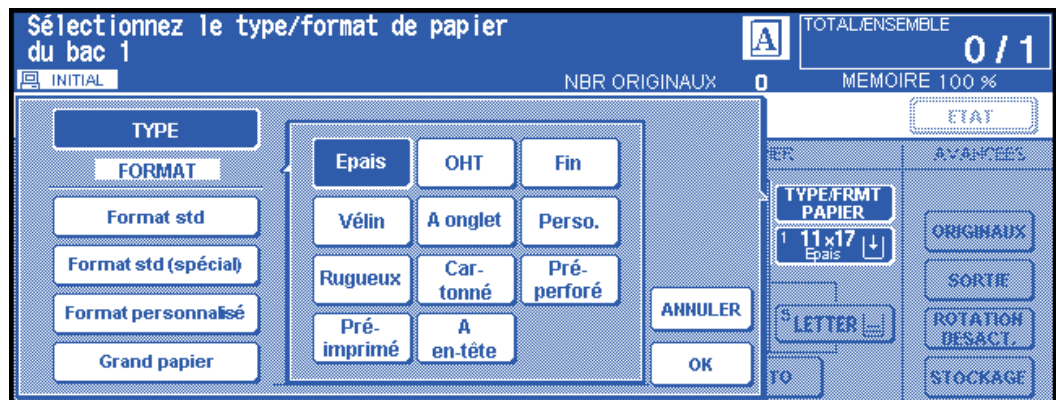 Sélectionnez le type/format de papier
du bac 1
TOTAL/ENSEMBLE
0 / 1
INITIAL
NBR ORIGINAUX 0
MEMOIRE 100 %
ETAT
TYPE
FORMAT
Format std
Format std (spécial)
Format personnalisé
Grand papier
Epais
OHT
Fin
Vélin
A onglet
Perso.
Rugueux
Car-
tonné
Pré-
perforé
Pré-
imprimé
A
en-tête
ANNULER
OK
AVANCEES
TYPE/FRMT
PAPIER
1 11x17
Epais
5 LETTER
ORIGINAUX
SORTIE
ROTATION
DESACT.
STOCKAGE